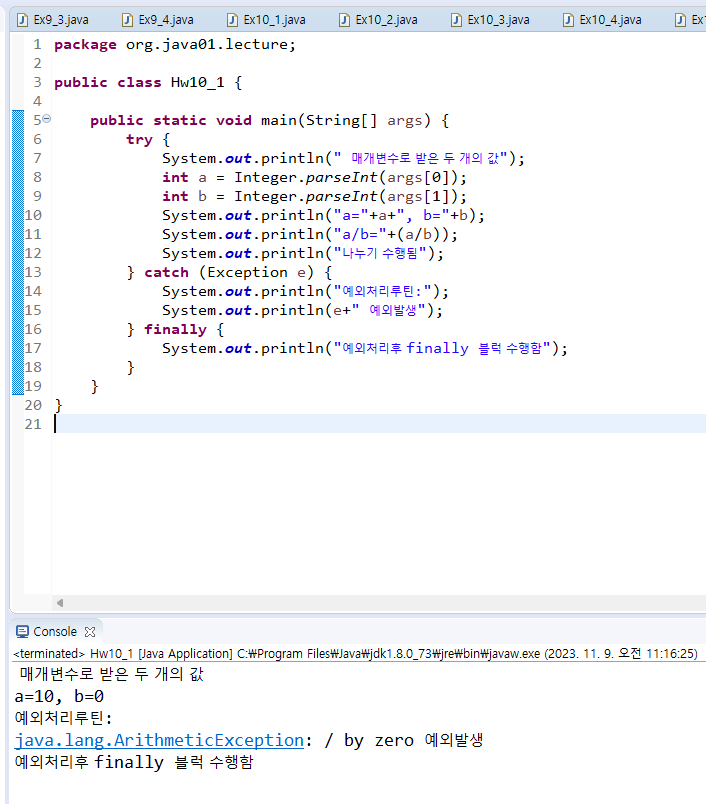 Ex9_3.java Ex9_4.java Ex10_1.java Ex10_2.java Ex10_3.java Ex10_4.java Ex1
1 package org.java01.lecture;
2
3 public class Hw10_1 {
4
5 public static void main(String[] args) {
6 try {
7 System.out.println(" 매개변수로 받은 두 개의 값");
8 int a = Integer.parseInt(args[0]);
9 int b = Integer.parseInt(args[1]);
10 System.out.println("a="+a+", b="+b);
11 System.out.println("a/b="+(a/b));
12 System.out.println("나누기 수행됨");
13 } catch (Exception e) {
14 System.out.println("예외처리루틴:");
15 System.out.println(e+" 예외발생");
16 } finally {
17 System.out.println("예외처리후 finally 블럭 수행함");
18 }
19 }
20 }
21
Console
<terminated> Hw10_1 [Java Application] C:₩Program Files₩Java₩jdk1.8.0_73₩jre₩bin₩javaw.exe (2023. 11. 9. 오전 11:16:25)
매개변수로 받은 두 개의 값
a=10, b=0
예외처리루틴:
java.lang.ArithmeticException: / by zero 예외발생
예외처리후 finally 블럭 수행함